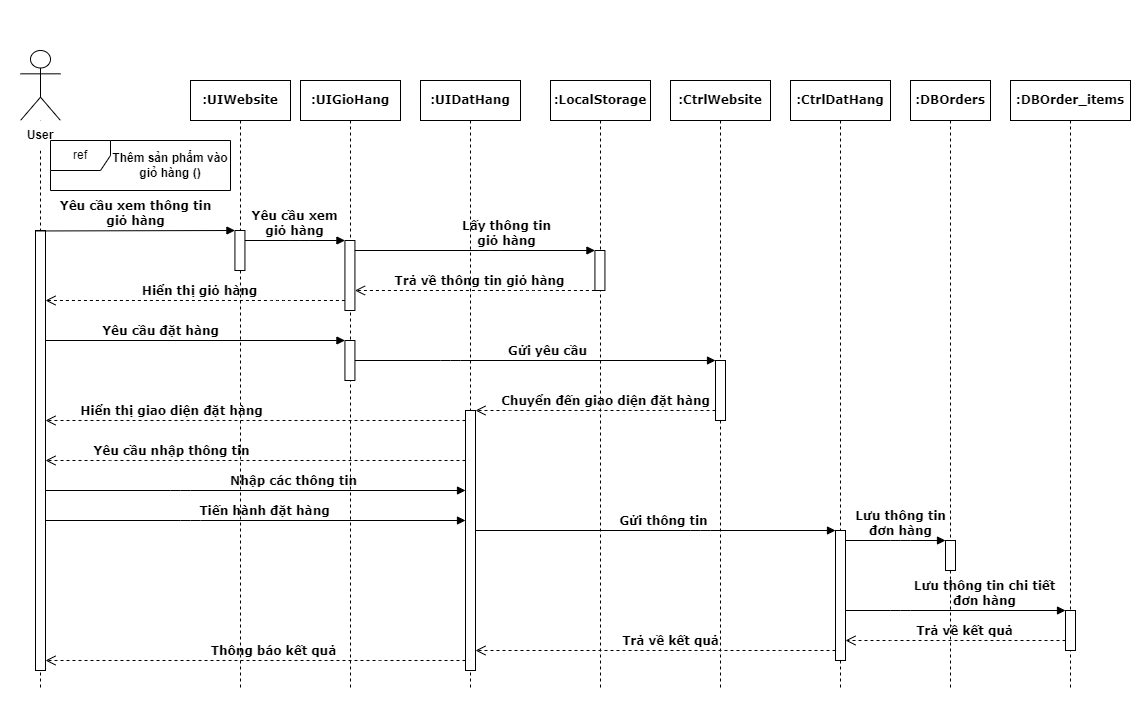 :UIWebsite
:UIGioHang
:UIDatHang
:LocalStorage
:CtrlWebsite
:CtrlDatHang
:DBOrders
:DBOrder_items
User
ref
Thêm sản phẩm vào
giỏ hàng ()
Yêu cầu xem thông tin
giỏ hàng
Yêu cầu xem
giỏ hàng
Lấy thông tin
giỏ hàng
Trả về thông tin giỏ hàng
Hiển thị giỏ hàng
Yêu cầu đặt hàng
Gửi yêu cầu
Chuyển đến giao diện đặt hàng
Hiển thị giao diện đặt hàng
Yêu cầu nhập thông tin
Nhập các thông tin
Tiến hành đặt hàng
Gửi thông tin
Lưu thông tin
đơn hàng
Lưu thông tin chi tiết
đơn hàng
Trả về kết quả
Trả về kết quả
Thông báo kết quả